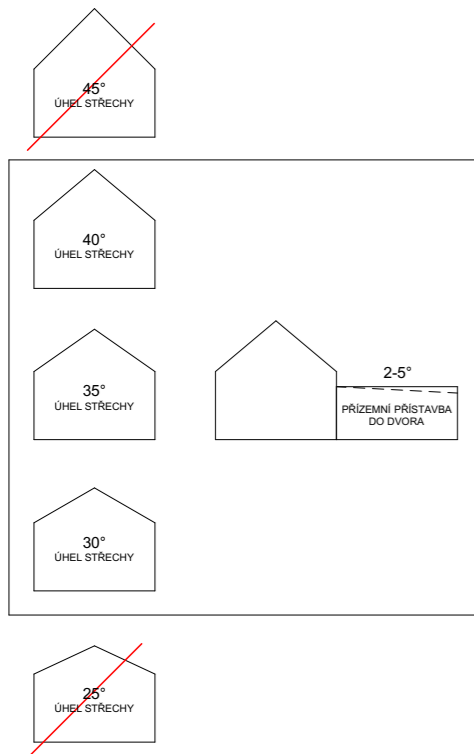 45°
ÚHEL STŘECHY
40°
ÚHEL STŘECHY
35°
ÚHEL STŘECHY
2-5°
PŘÍZEMNÍ PŘÍSTAVBA
DO DVORA
30°
ÚHEL STŘECHY
25°
ÚHEL STŘECHY